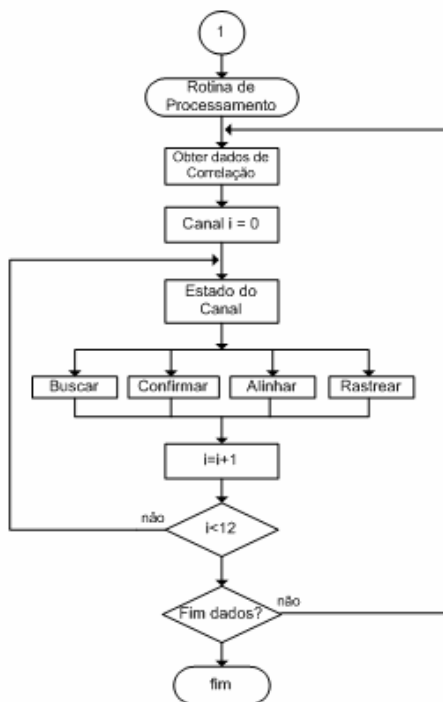 1
Rotina de
Processamento
Obter dados de
Correlação
Canal i = 0
Estado do
Canal
Buscar
Confirmar
Alinhar
Rastrear
i=i+1
não
i<12
Fim dados?
não
fim